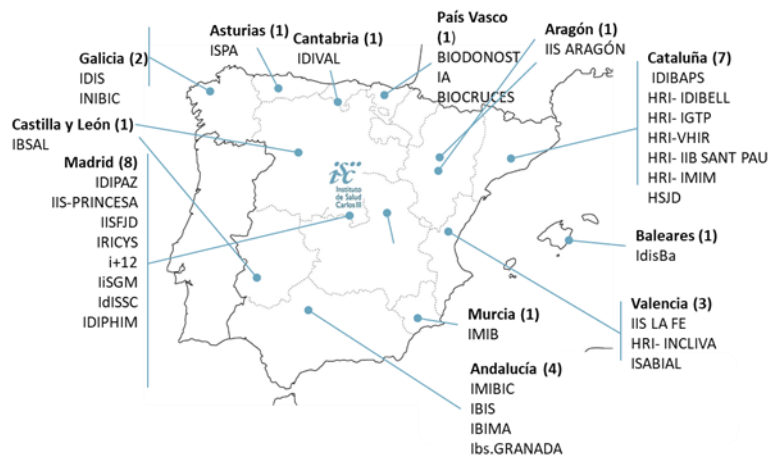 Asturias (1)
ISPA
Cantabria (1)
IDIVAL
País Vasco
(1)
BIODONOST
IA
BIOCRUCES
Aragón (1)
IIS ARAGÓN
Galicia (2)
IDIS
INIBIC
Cataluña (7)
IDIBAPS
HRI- IDIBELL
HRI- IGTP
HRI-VHIR
HRI- IIB SANT PAU
HRI- IMIM
HSJD
Castilla y León (1)
IBSAL
Madrid (8)
IDIPAZ
IIS-PRINCESA
IISFJD
IRICYS
i+12
IiSGM
IdISSC
IDIPHIM
isciii
Instituto
de Salud
Carlos III
Baleares (1)
IdisBa
Valencia (3)
IIS LA FE
HRI- INCLIVA
ISABIAL
Murcia (1)
IMIB
Andalucía (4)
IMIBIC
IBIS
IBIMA
Ibs.GRANADA